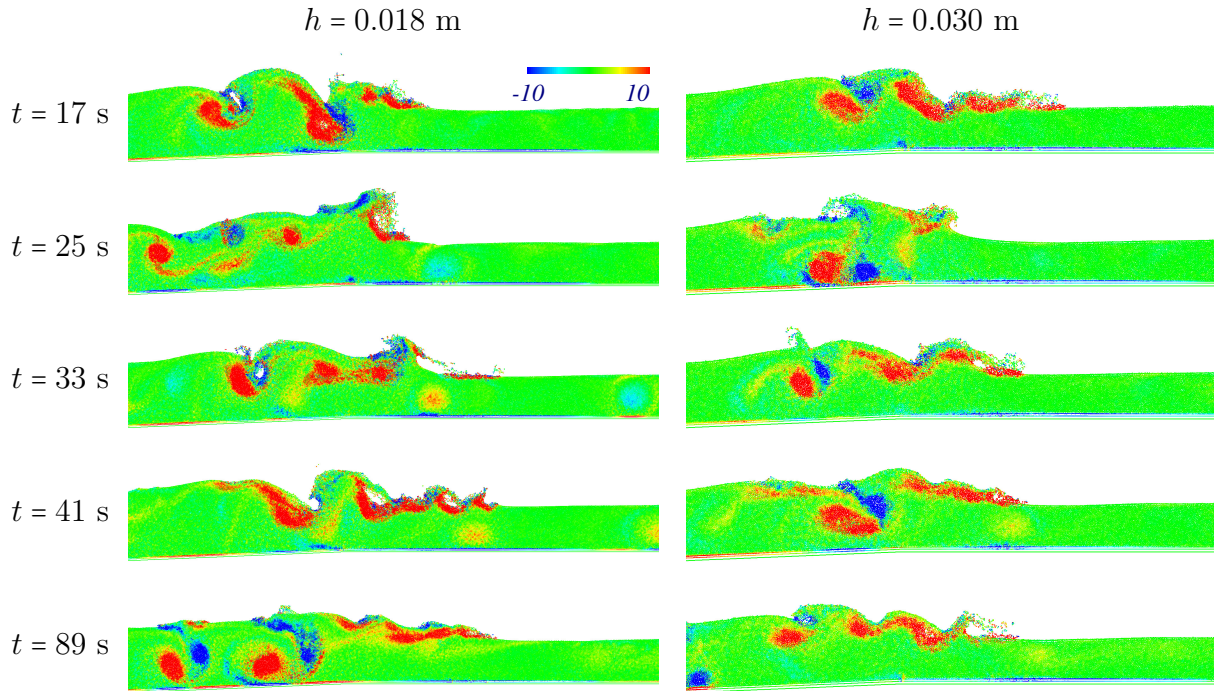 h = 0.018 m
h = 0.030 m
-10 10
t = 17 s
t = 25 s
t = 33 s
t = 41 s
t = 89 s